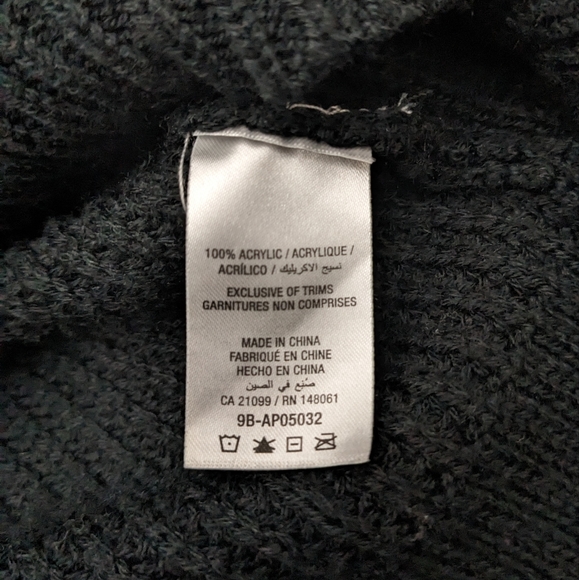 100% ACRYLIC / ACRYLIQUE /
ACRÍLICO / نسيج الاكريليك
EXCLUSIVE OF TRIMS
GARNITURES NON COMPRISES
MADE IN CHINA
FABRIQUÉ EN CHINE
HECHO EN CHINA
صُنِع في الصين
CA 21099 / RN 148061
9B-AP05032